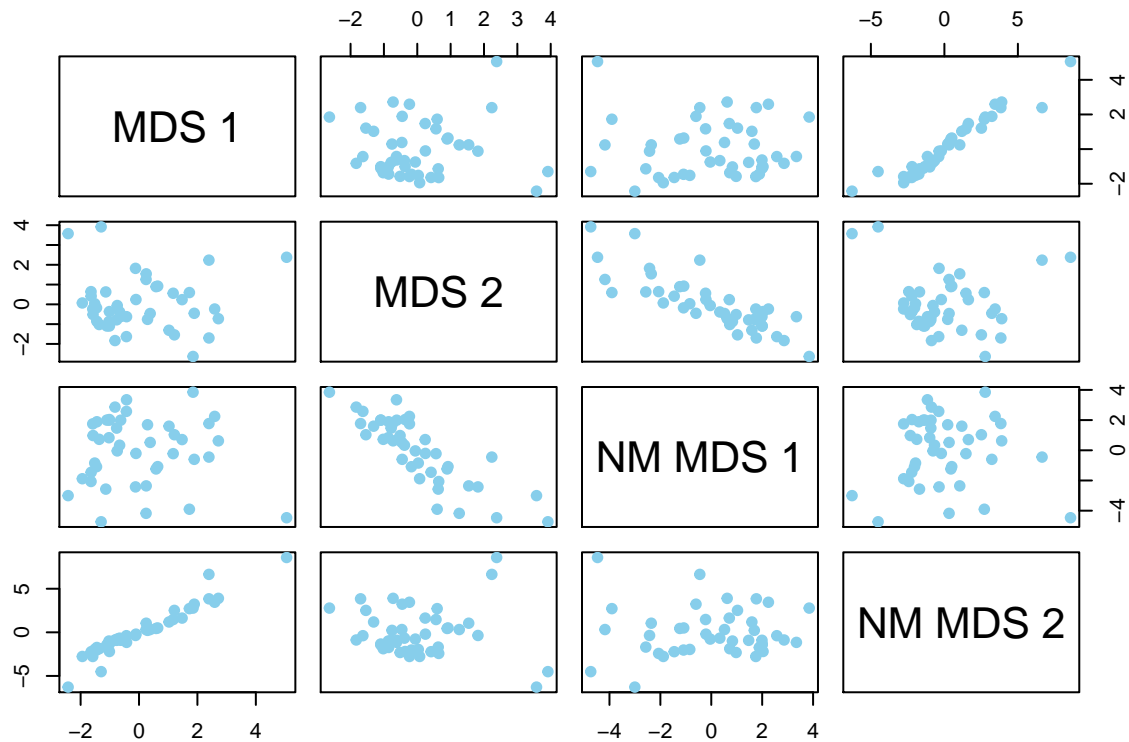 −2 0 1 2 3 4
−5 0 5
MDS 1
−2 2 4
−2 0 2 4
MDS 2
NM MDS 1
−4 0 2 4
−5 0 5
NM MDS 2
−2 0 2 4
−4 −2 0 2 4